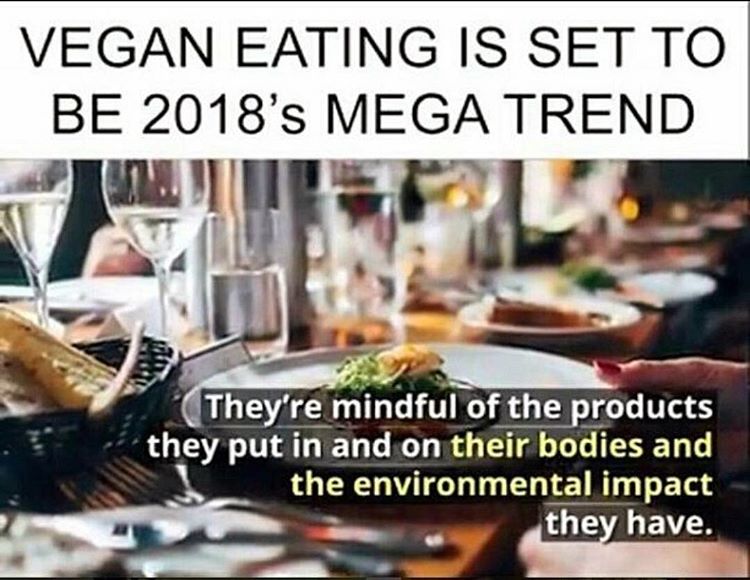 VEGAN EATING IS SET TO
BE 2018's MEGA TREND
They're mindful of the products
they put in and on their bodies and
the environmental impact
they have.